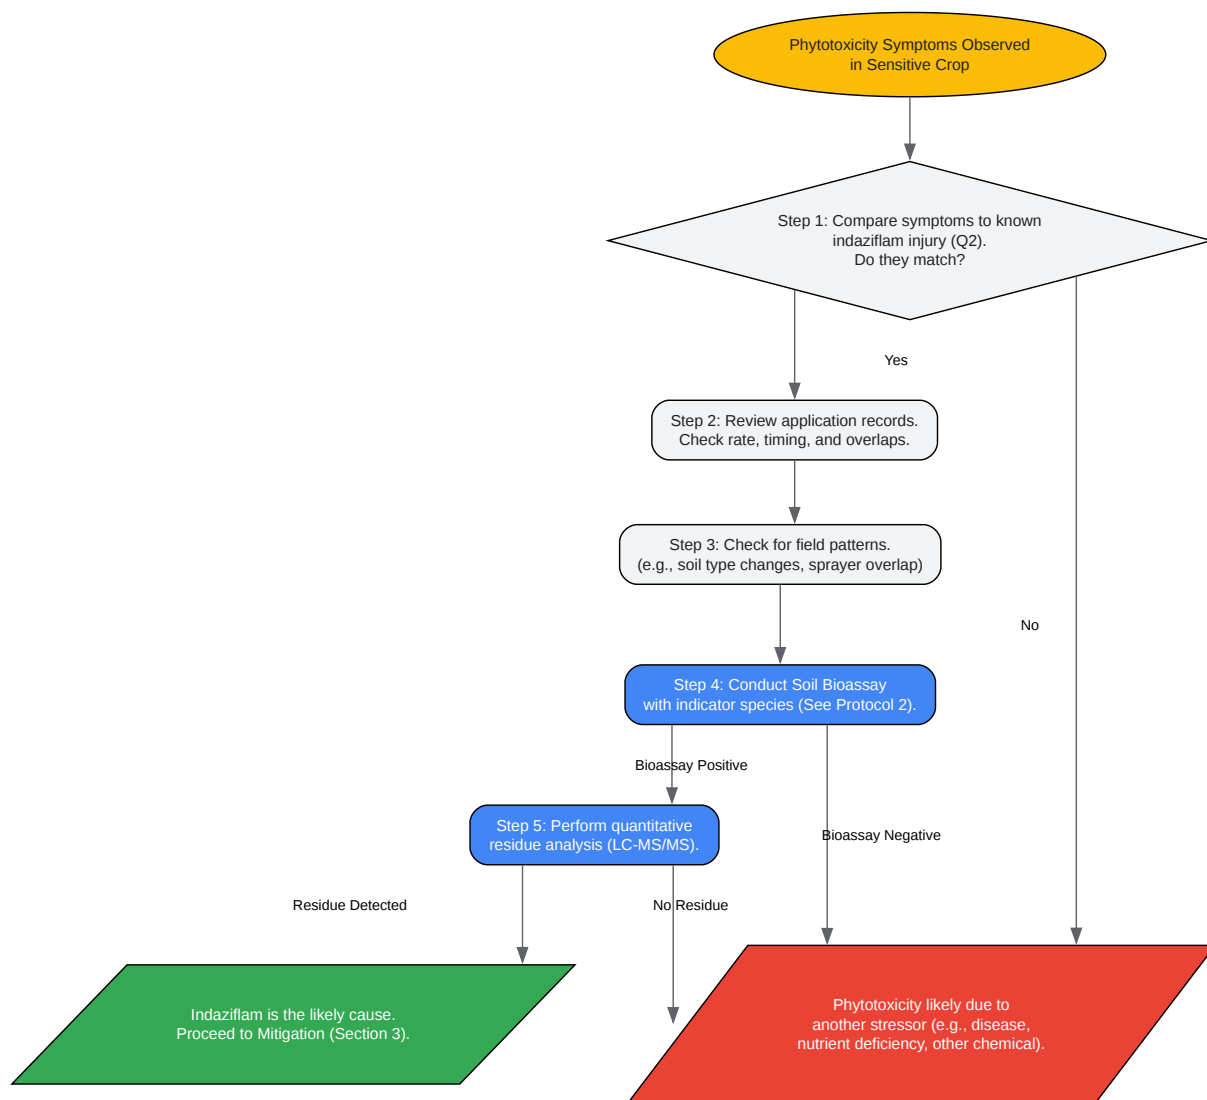 Phytotoxicity Symptoms Observed
in Sensitive Crop
Step 1: Compare symptoms to known
indaziflam injury (Q2).
Do they match?
Yes
Step 2: Review application records.
Check rate, timing, and overlaps.
Step 3: Check for field patterns.
(e.g., soil type changes, sprayer overlap)
No
Step 4: Conduct Soil Bioassay
with indicator species (See Protocol 2).
Bioassay Positive
Step 5: Perform quantitative
residue analysis (LC-MS/MS).
Bioassay Negative
Residue Detected
No Residue
Indaziflam is the likely cause.
Proceed to Mitigation (Section 3).
Phytotoxicity likely due to
another stressor (e.g., disease,
nutrient deficiency, other chemical).